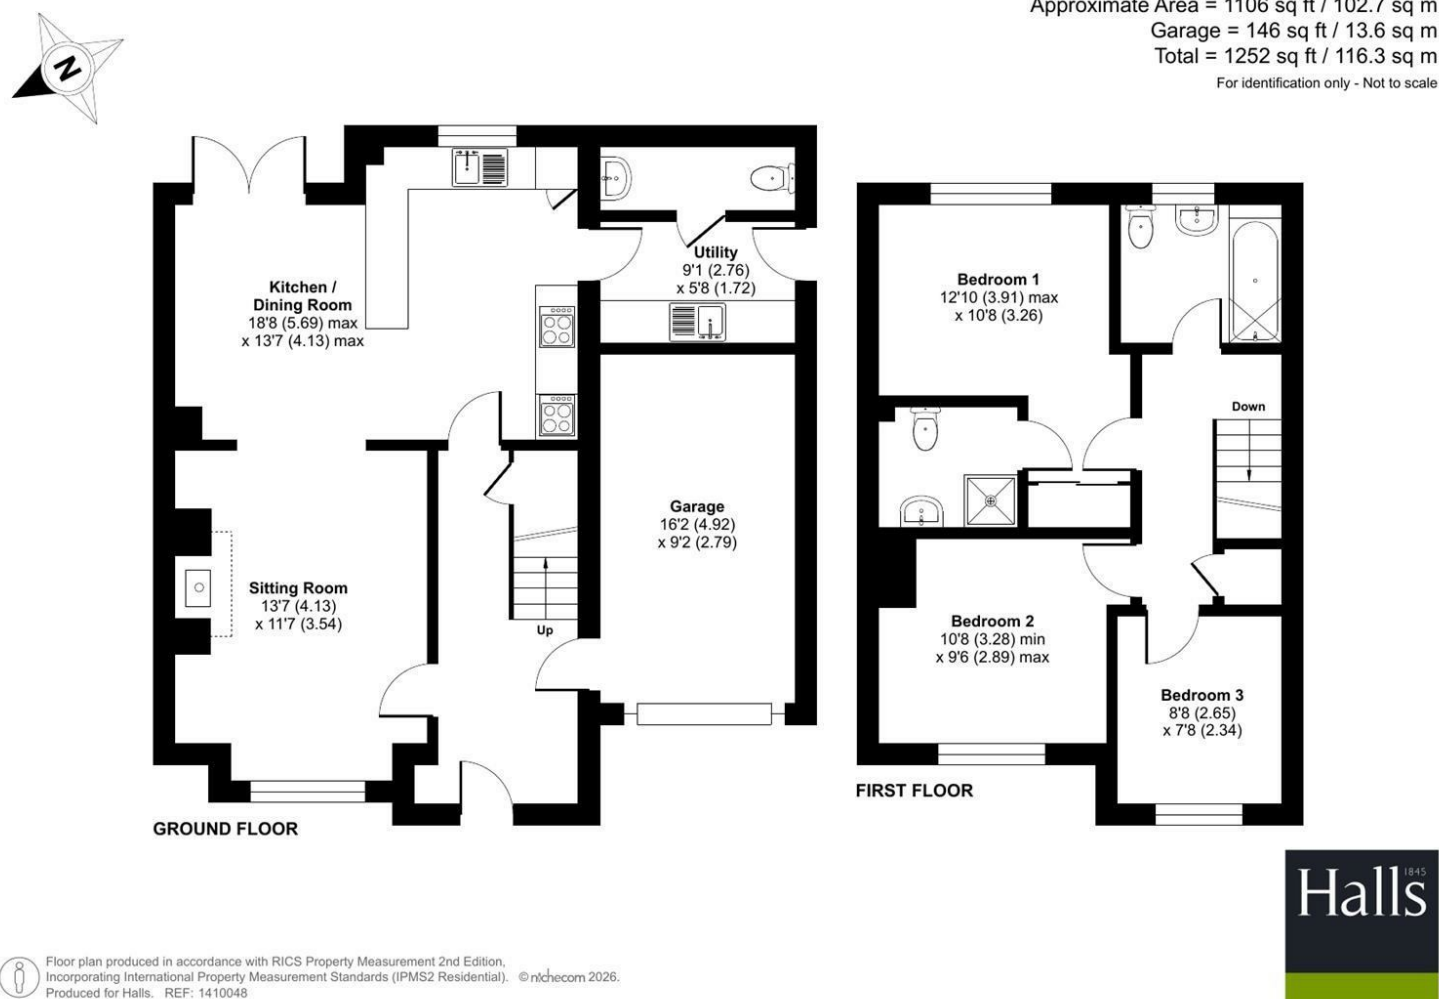 Approximate Area = 1106 sq ft / 102.7 sq m
Garage = 146 sq ft / 13.6 sq m
Total = 1252 sq ft / 116.3 sq m
For identification only - Not to scale
N
Kitchen /
Dining Room
18'8 (5.69) max
x 13'7 (4.13) max
Utility
9'1 (2.76)
x 5'8 (1.72)
Garage
16'2 (4.92)
x 9'2 (2.79)
Sitting Room
13'7 (4.13)
x 11'7 (3.54)
Up
GROUND FLOOR
Bedroom 1
12'10 (3.91) max
x 10'8 (3.26)
Down
Bedroom 2
10'8 (3.28) min
x 9'6 (2.89) max
Bedroom 3
8'8 (2.65)
x 7'8 (2.34)
FIRST FLOOR
Halls
1845
Floor plan produced in accordance with RICS Property Measurement 2nd Edition,
Incorporating International Property Measurement Standards (IPMS2 Residential). © nichecom 2026.
Produced for Halls. REF: 1410048